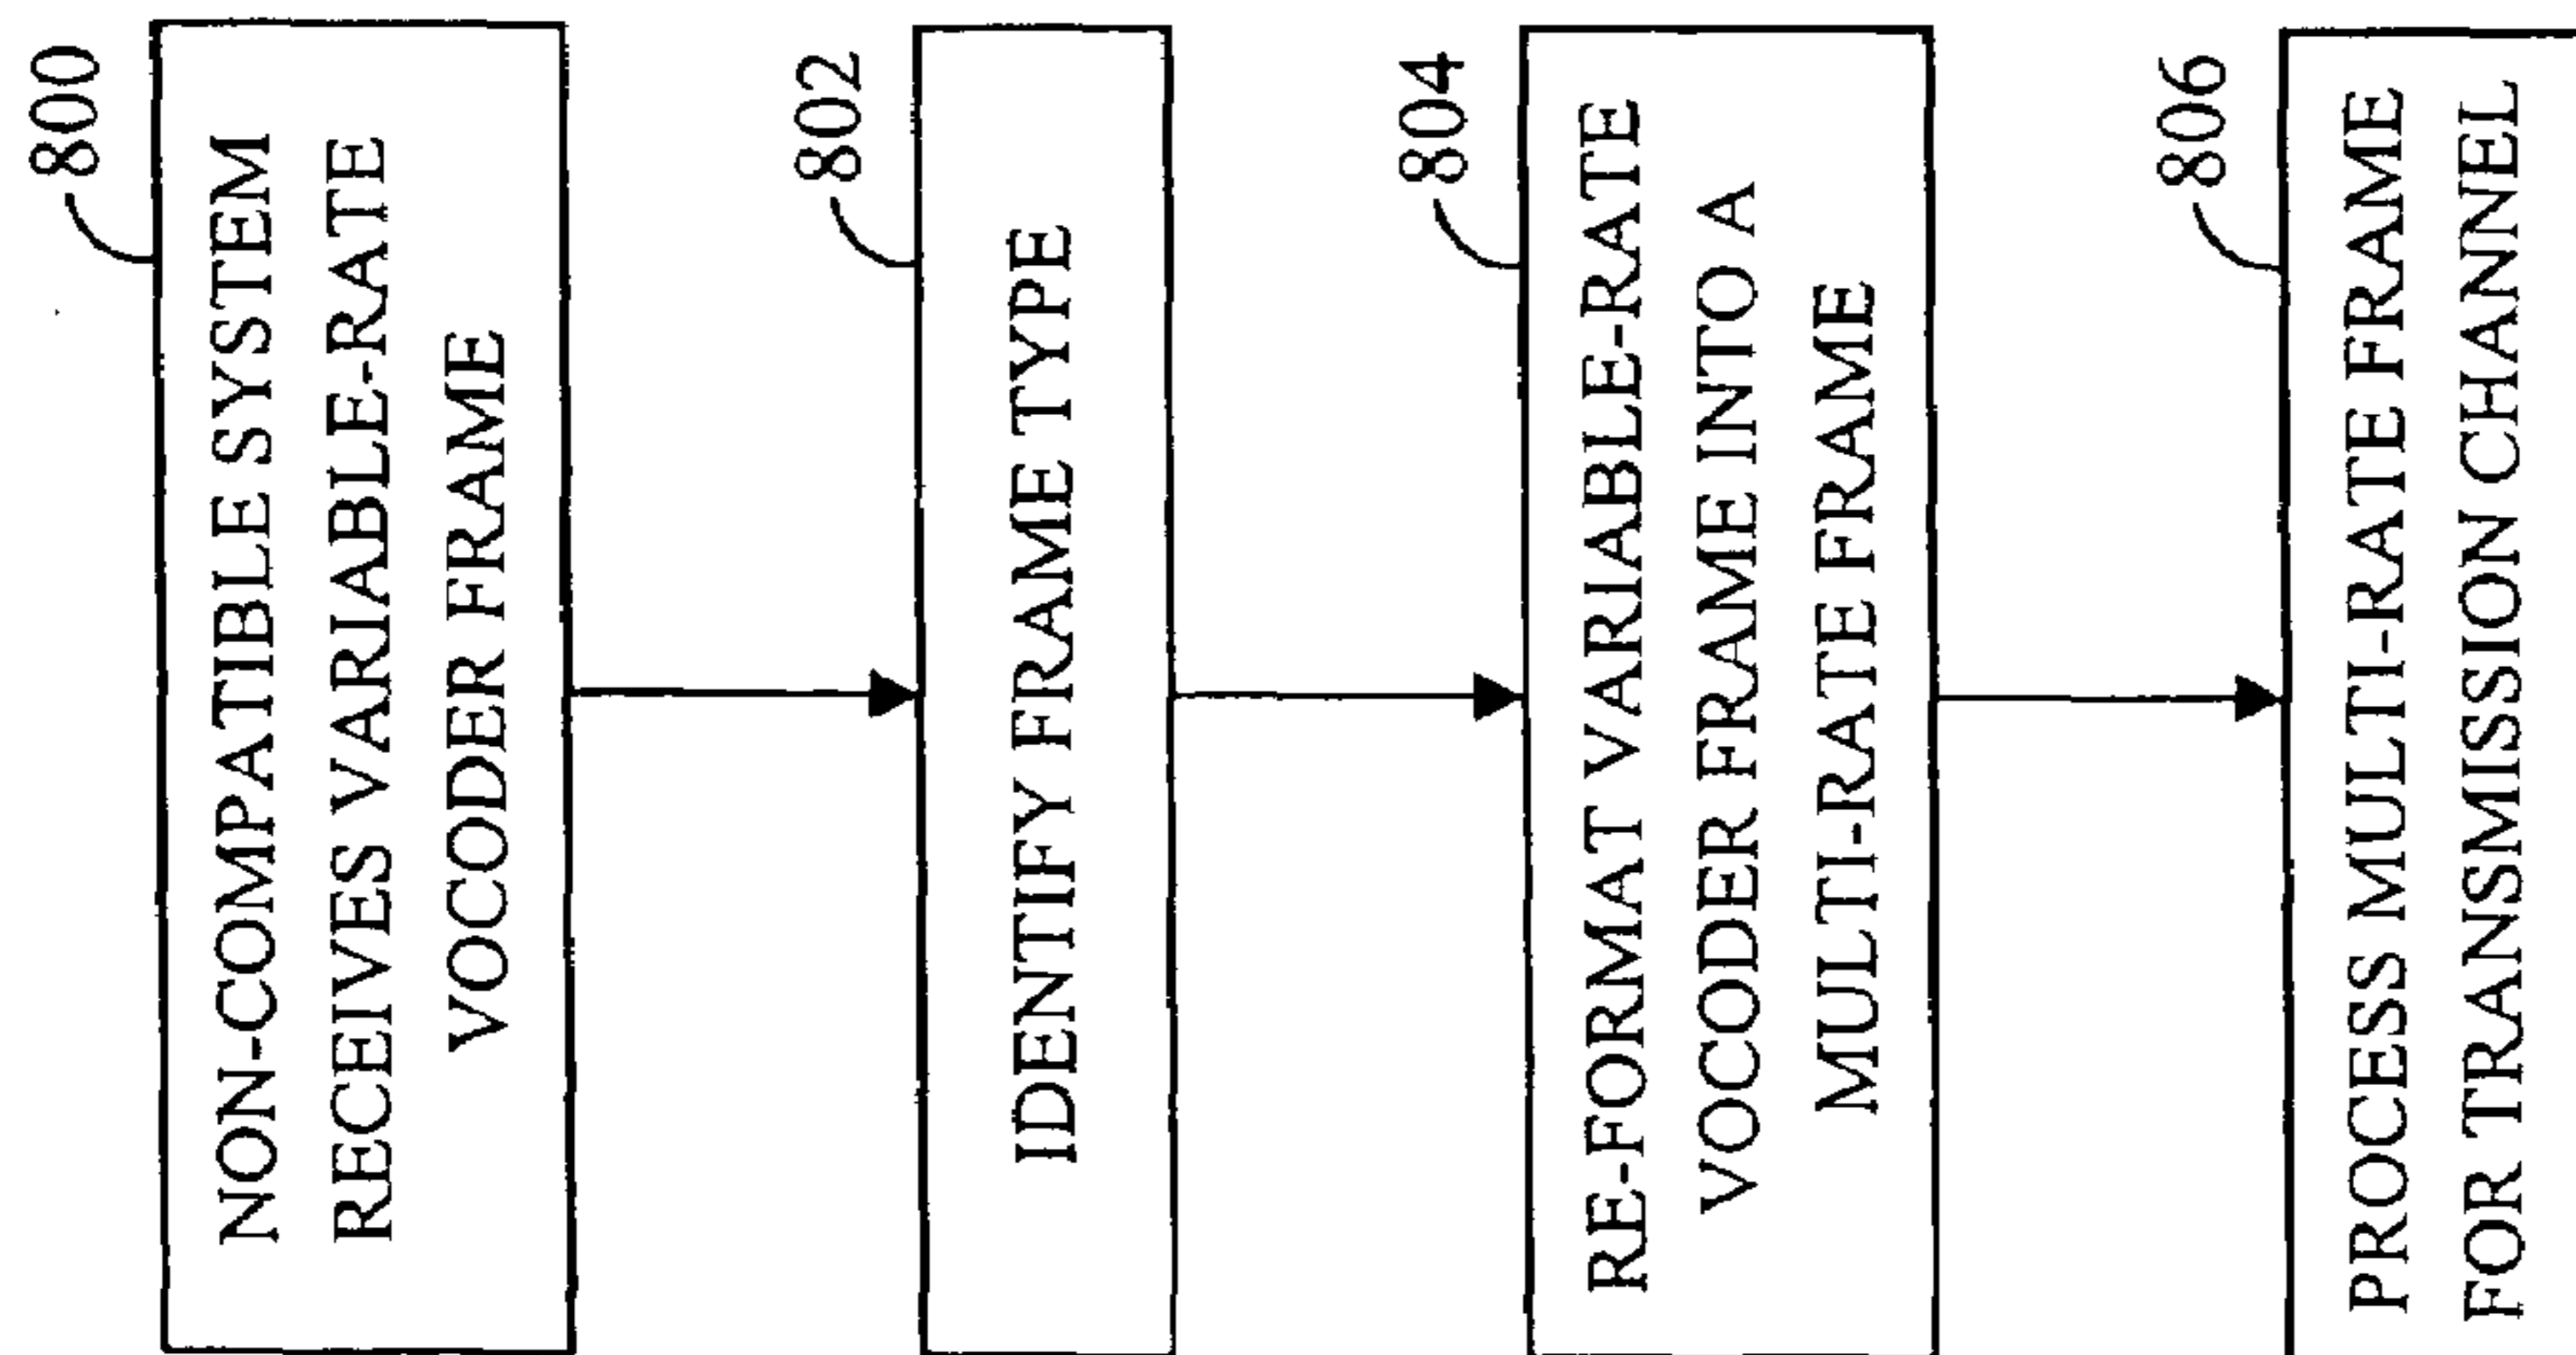 800
NON-COMPATIBLE SYSTEM
RECEIVES VARIABLE-RATE
VOCODER FRAME
802
IDENTIFY FRAME TYPE
804
RE-FORMAT VARIABLE-RATE
VOCODER FRAME INTO A
MULTI-RATE FRAME
806
PROCESS MULTI-RATE FRAME
FOR TRANSMISSION CHANNEL